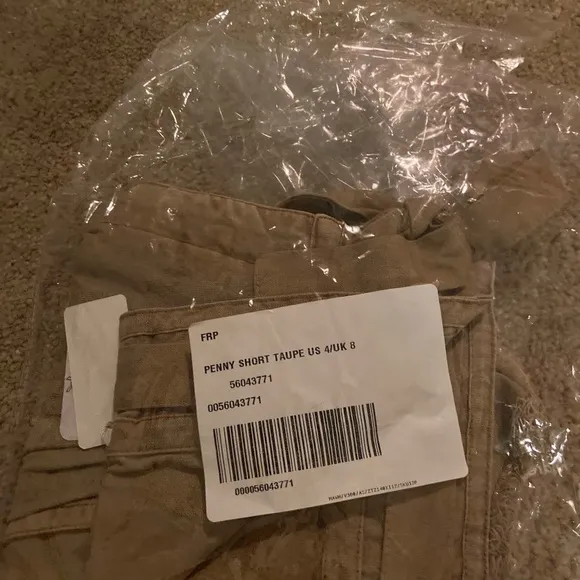 FRP
PENNY SHORT TAUPE US 4/UK 8
56043771
0056043771
000056043771